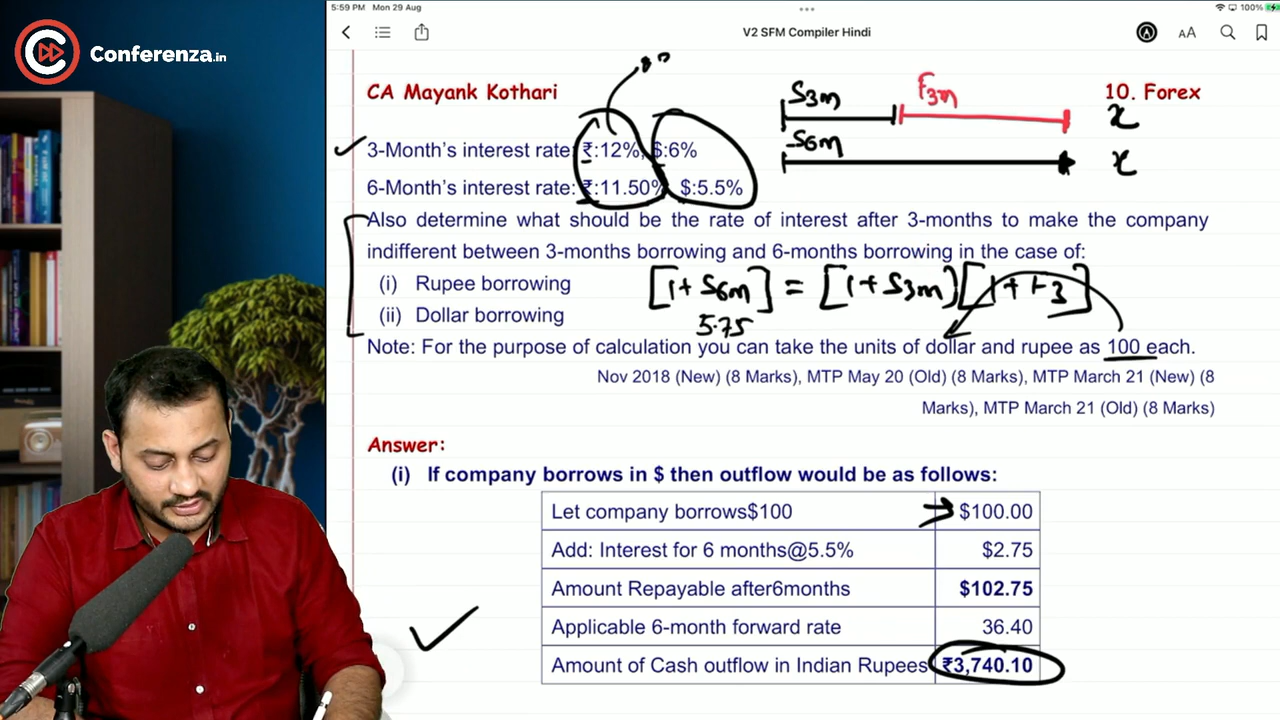 5:59 PM Mon 29 Aug
100%
Conferenza.in
V2 SFM Compiler Hindi
AA
CA Mayank Kothari
S3m
F3m
10. Forex
x
3-Month's interest rate: ₹:12%, $:6%
S6m
x
6-Month's interest rate: ₹:11.50%, $:5.5%
Also determine what should be the rate of interest after 3-months to make the company
indifferent between 3-months borrowing and 6-months borrowing in the case of:
(i) Rupee borrowing
[1 + S6m] = [1 + S3m] [1 + F3]
(ii) Dollar borrowing
5.75
Note: For the purpose of calculation you can take the units of dollar and rupee as 100 each.
Nov 2018 (New) (8 Marks), MTP May 20 (Old) (8 Marks), MTP March 21 (New) (8
Marks), MTP March 21 (Old) (8 Marks)
Answer:
(i) If company borrows in $ then outflow would be as follows:
Let company borrows$100 $100.00
Add: Interest for 6 months@5.5% $2.75
Amount Repayable after6months $102.75
Applicable 6-month forward rate 36.40
Amount of Cash outflow in Indian Rupees ₹3,740.10